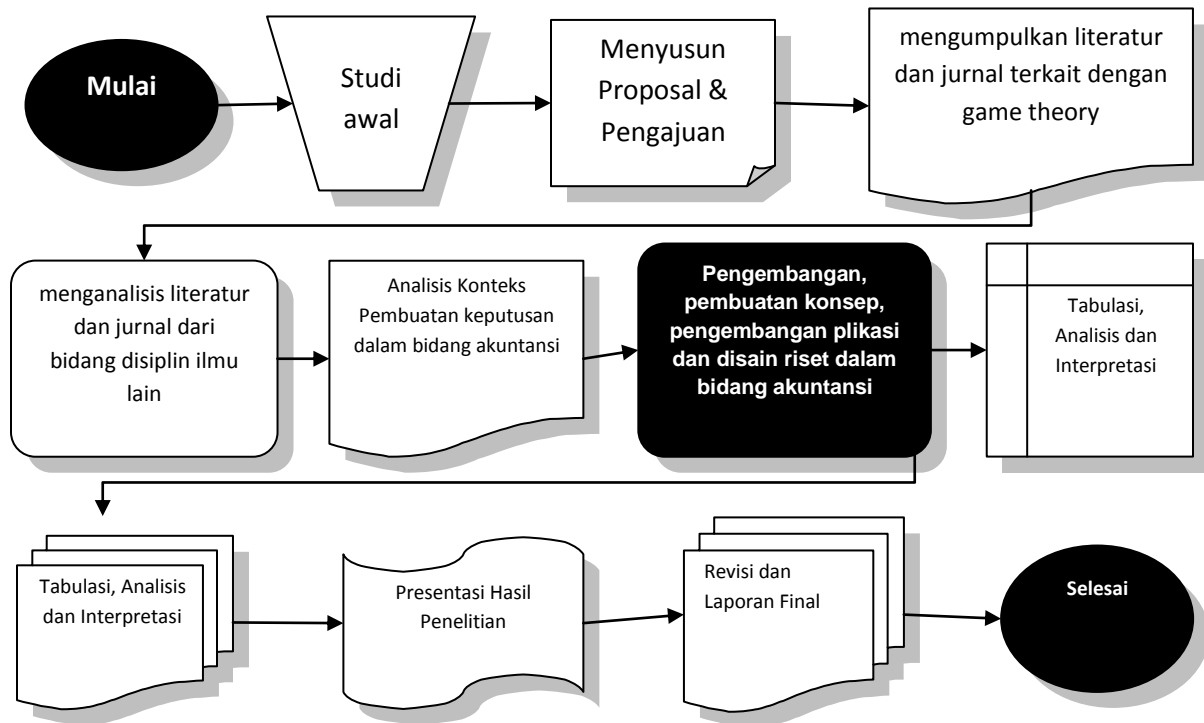 Mulai
Studi
awal
Menyusun
Proposal &
Pengajuan
mengumpulkan literatur
dan jurnal terkait dengan
game theory
menganalisis literatur
dan jurnal dari
bidang disiplin ilmu
lain
Analisis Konteks
Pembuatan keputusan
dalam bidang akuntansi
Pengembangan,
pembuatan konsep,
pengembangan plikasi
dan disain riset dalam
bidang akuntansi
Tabulasi,
Analisis dan
Interpretasi
Tabulasi, Analisis
dan Interpretasi
Presentasi Hasil
Penelitian
Revisi dan
Laporan Final
Selesai